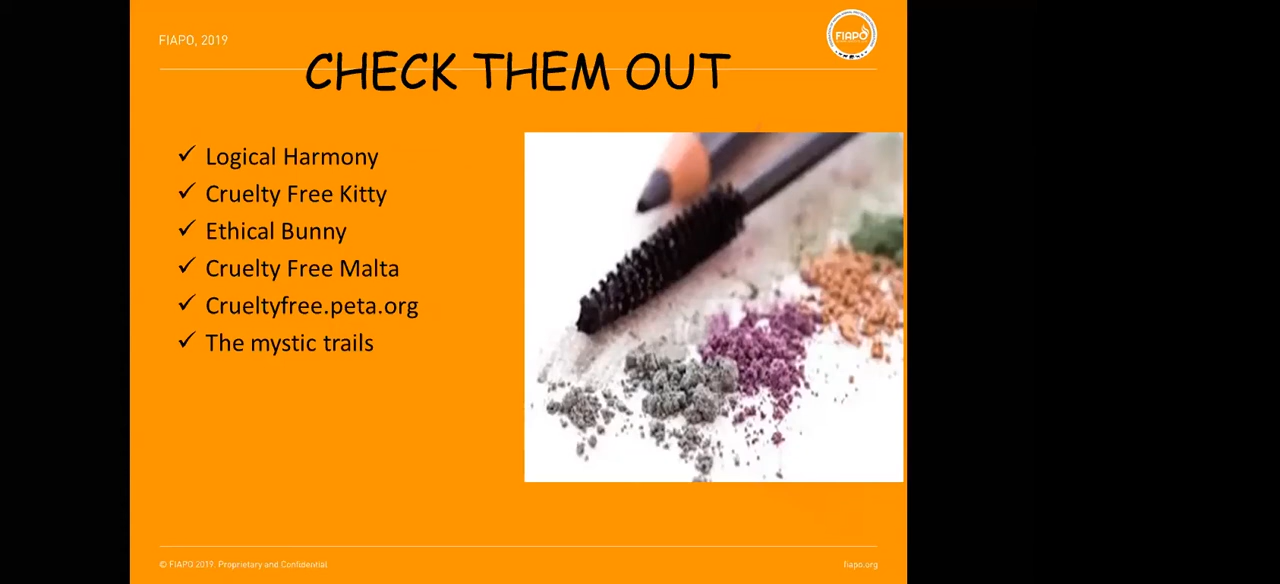 FIAPO, 2019
FIAPO
CHECK THEM OUT
✓ Logical Harmony
✓ Cruelty Free Kitty
✓ Ethical Bunny
✓ Cruelty Free Malta
✓ Crueltyfree.peta.org
✓ The mystic trails
© FIAPO 2019. Proprietary and Confidential
fiapo.org